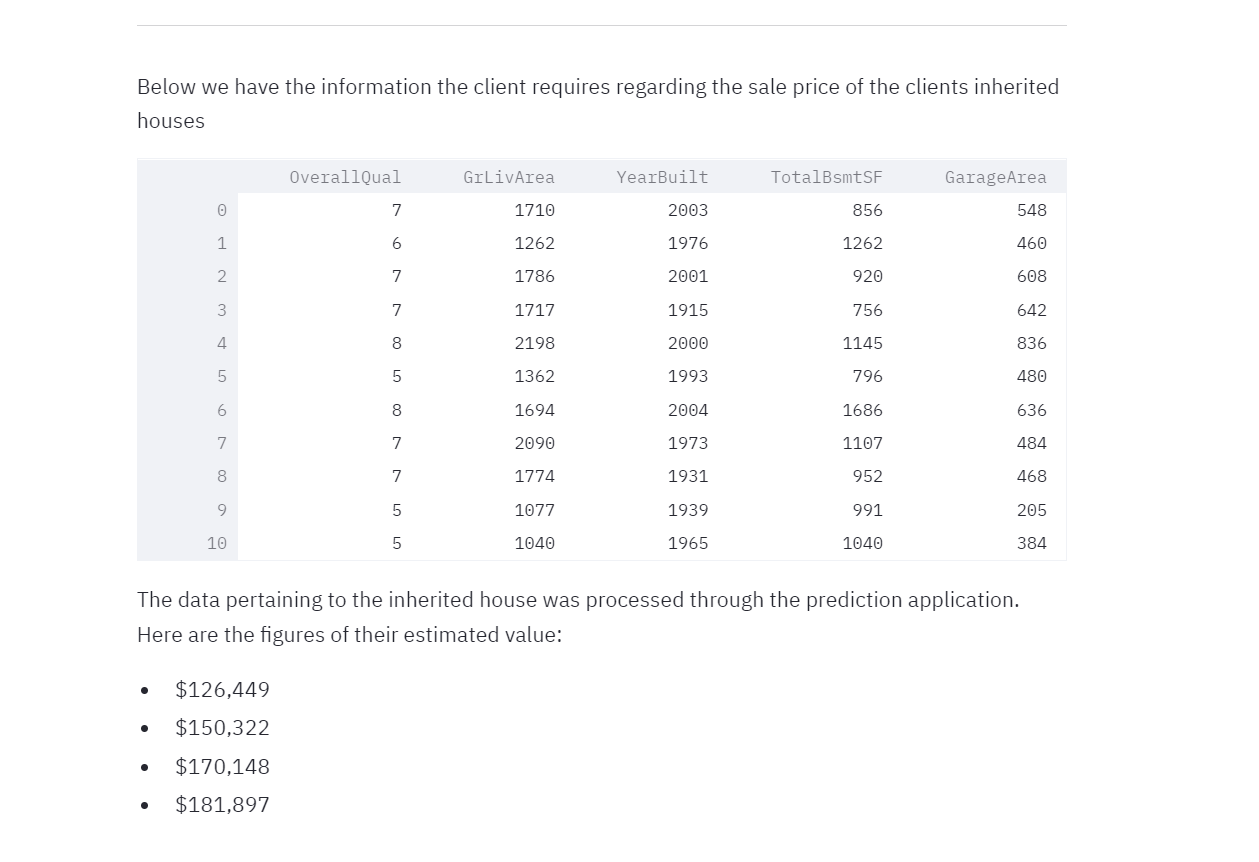 Below we have the information the client requires regarding the sale price of the clients inherited
houses
OverallQual GrLivArea YearBuilt TotalBsmtSF GarageArea
0 7 1710 2003 856 548
1 6 1262 1976 1262 460
2 7 1786 2001 920 608
3 7 1717 1915 756 642
4 8 2198 2000 1145 836
5 5 1362 1993 796 480
6 8 1694 2004 1686 636
7 7 2090 1973 1107 484
8 7 1774 1931 952 468
9 5 1077 1939 991 205
10 5 1040 1965 1040 384
The data pertaining to the inherited house was processed through the prediction application.
Here are the figures of their estimated value:
• $126,449
• $150,322
• $170,148
• $181,897